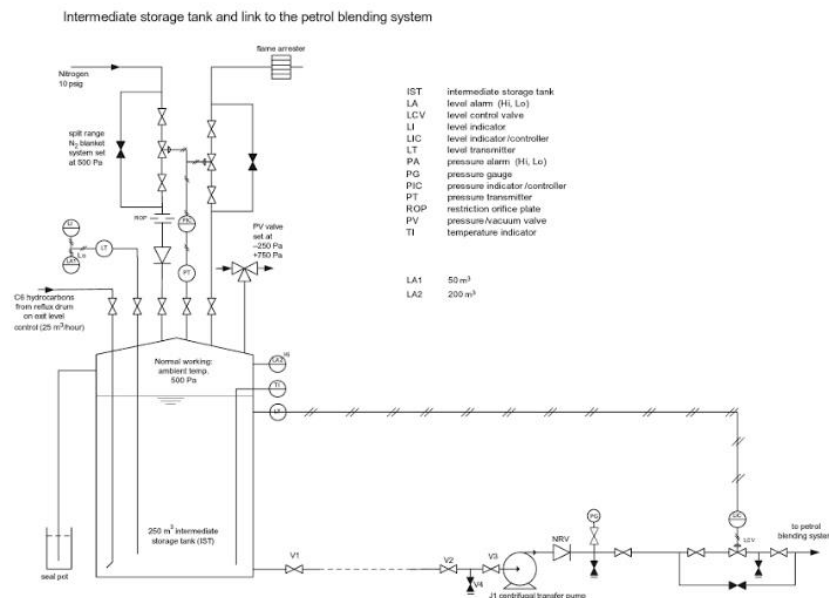 Intermediate storage tank and link to the petrol blending system
flame arrester
Nitrogen
10 psig
split range
N₂ blanket
system set
at 500 Pa
ROP
PIC
PT
PV valve
set at
–250 Pa
+750 Pa
LI
LT
LA1
Lo
C6 hydrocarbons
from reflux drum
on exit level
control (25 m³/hour)
Normal working:
ambient temp.
500 Pa
LA2
Hi
TI
LT
250 m³ intermediate
storage tank (IST)
seal pot
V1
V2
V3
V4
NRV
PG
J1 centrifugal transfer pump
LIC
LCV
to petrol
blending system
IST intermediate storage tank
LA level alarm (Hi, Lo)
LCV level control valve
LI level indicator
LIC level indicator/controller
LT level transmitter
PA pressure alarm (Hi, Lo)
PG pressure gauge
PIC pressure indicator/controller
PT pressure transmitter
ROP restriction orifice plate
PV pressure/vacuum valve
TI temperature indicator
LA1 50 m³
LA2 200 m³